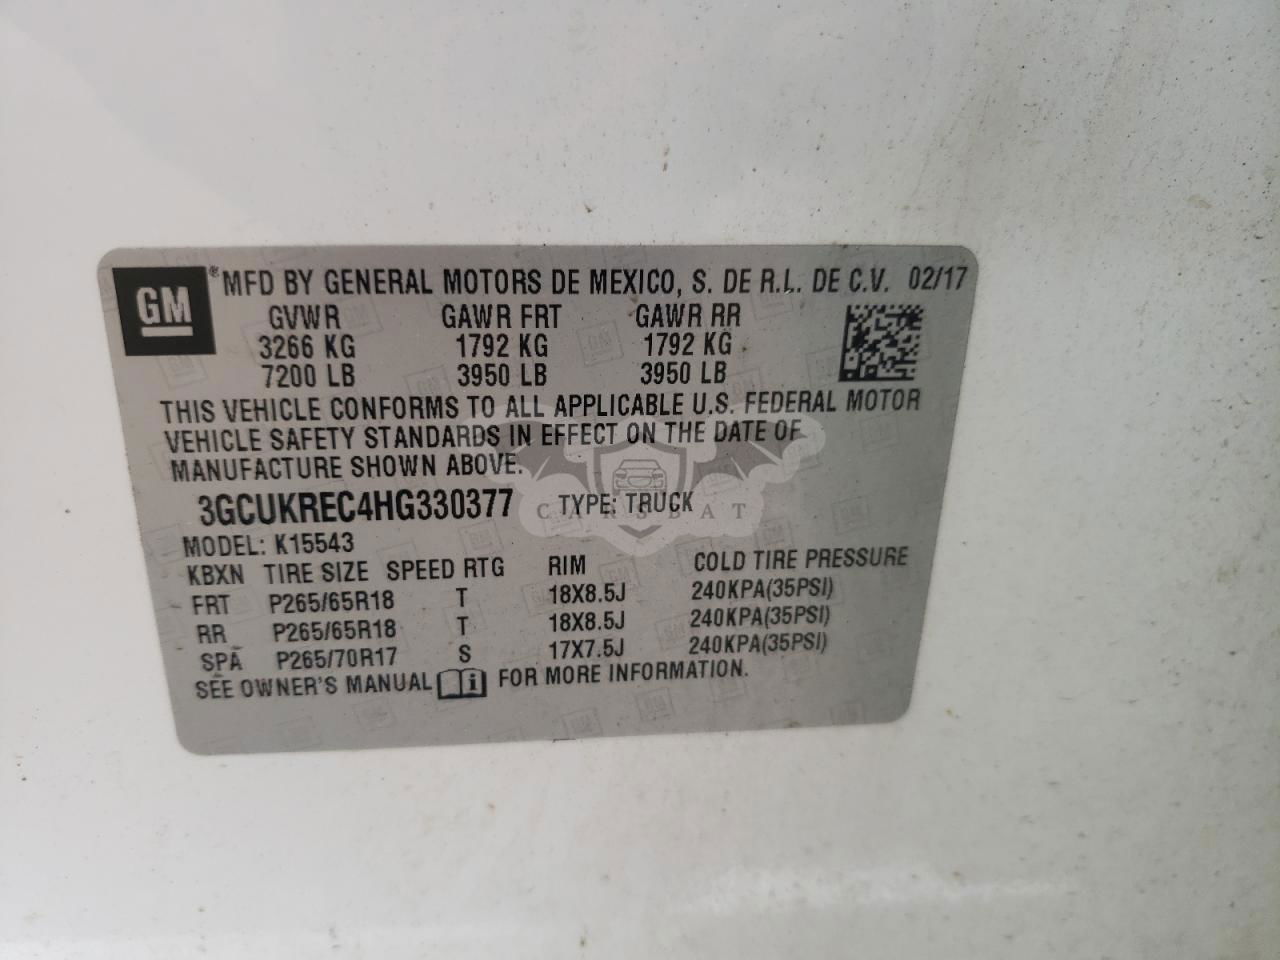 GM ® MFD BY GENERAL MOTORS DE MEXICO, S. DE R.L. DE C.V. 02/17
GVWR GAWR FRT GAWR RR
3266 KG 1792 KG 1792 KG
7200 LB 3950 LB 3950 LB
THIS VEHICLE CONFORMS TO ALL APPLICABLE U.S. FEDERAL MOTOR
VEHICLE SAFETY STANDARDS IN EFFECT ON THE DATE OF
MANUFACTURE SHOWN ABOVE.
3GCUKREC4HG330377 TYPE: TRUCK
CARSBAT
MODEL: K15543
KBXN TIRE SIZE SPEED RTG RIM COLD TIRE PRESSURE
FRT P265/65R18 T 18X8.5J 240KPA(35PSI)
RR P265/65R18 T 18X8.5J 240KPA(35PSI)
SPA P265/70R17 S 17X7.5J 240KPA(35PSI)
SEE OWNER'S MANUAL FOR MORE INFORMATION.